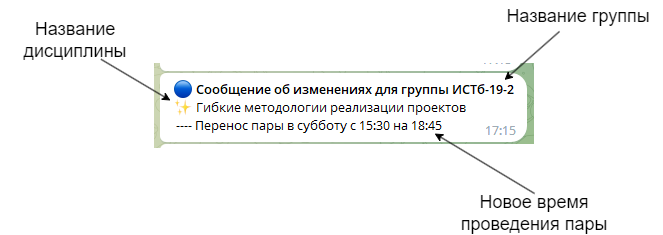 Название
дисциплины
Название группы
🔵 Сообщение об изменениях для группы ИСТб-19-2
✨ Гибкие методологии реализации проектов
---- Перенос пары в субботу с 15:30 на 18:45
17:15
Новое время
проведения пары